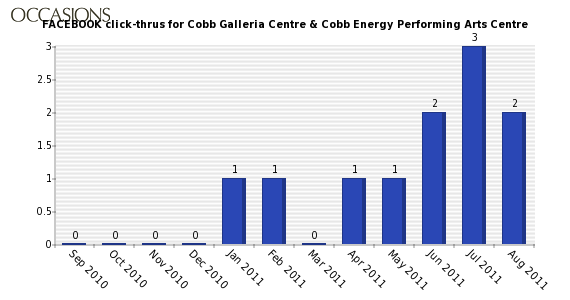 OCCASIONS
FACEBOOK click-thrus for Cobb Galleria Centre & Cobb Energy Performing Arts Centre
3
2.5
2
1.5
1
0.5
0
0 0 0 0 1 1 0 1 1 2 3 2
Sep 2010 Oct 2010 Nov 2010 Dec 2010 Jan 2011 Feb 2011 Mar 2011 Apr 2011 May 2011 Jun 2011 Jul 2011 Aug 2011